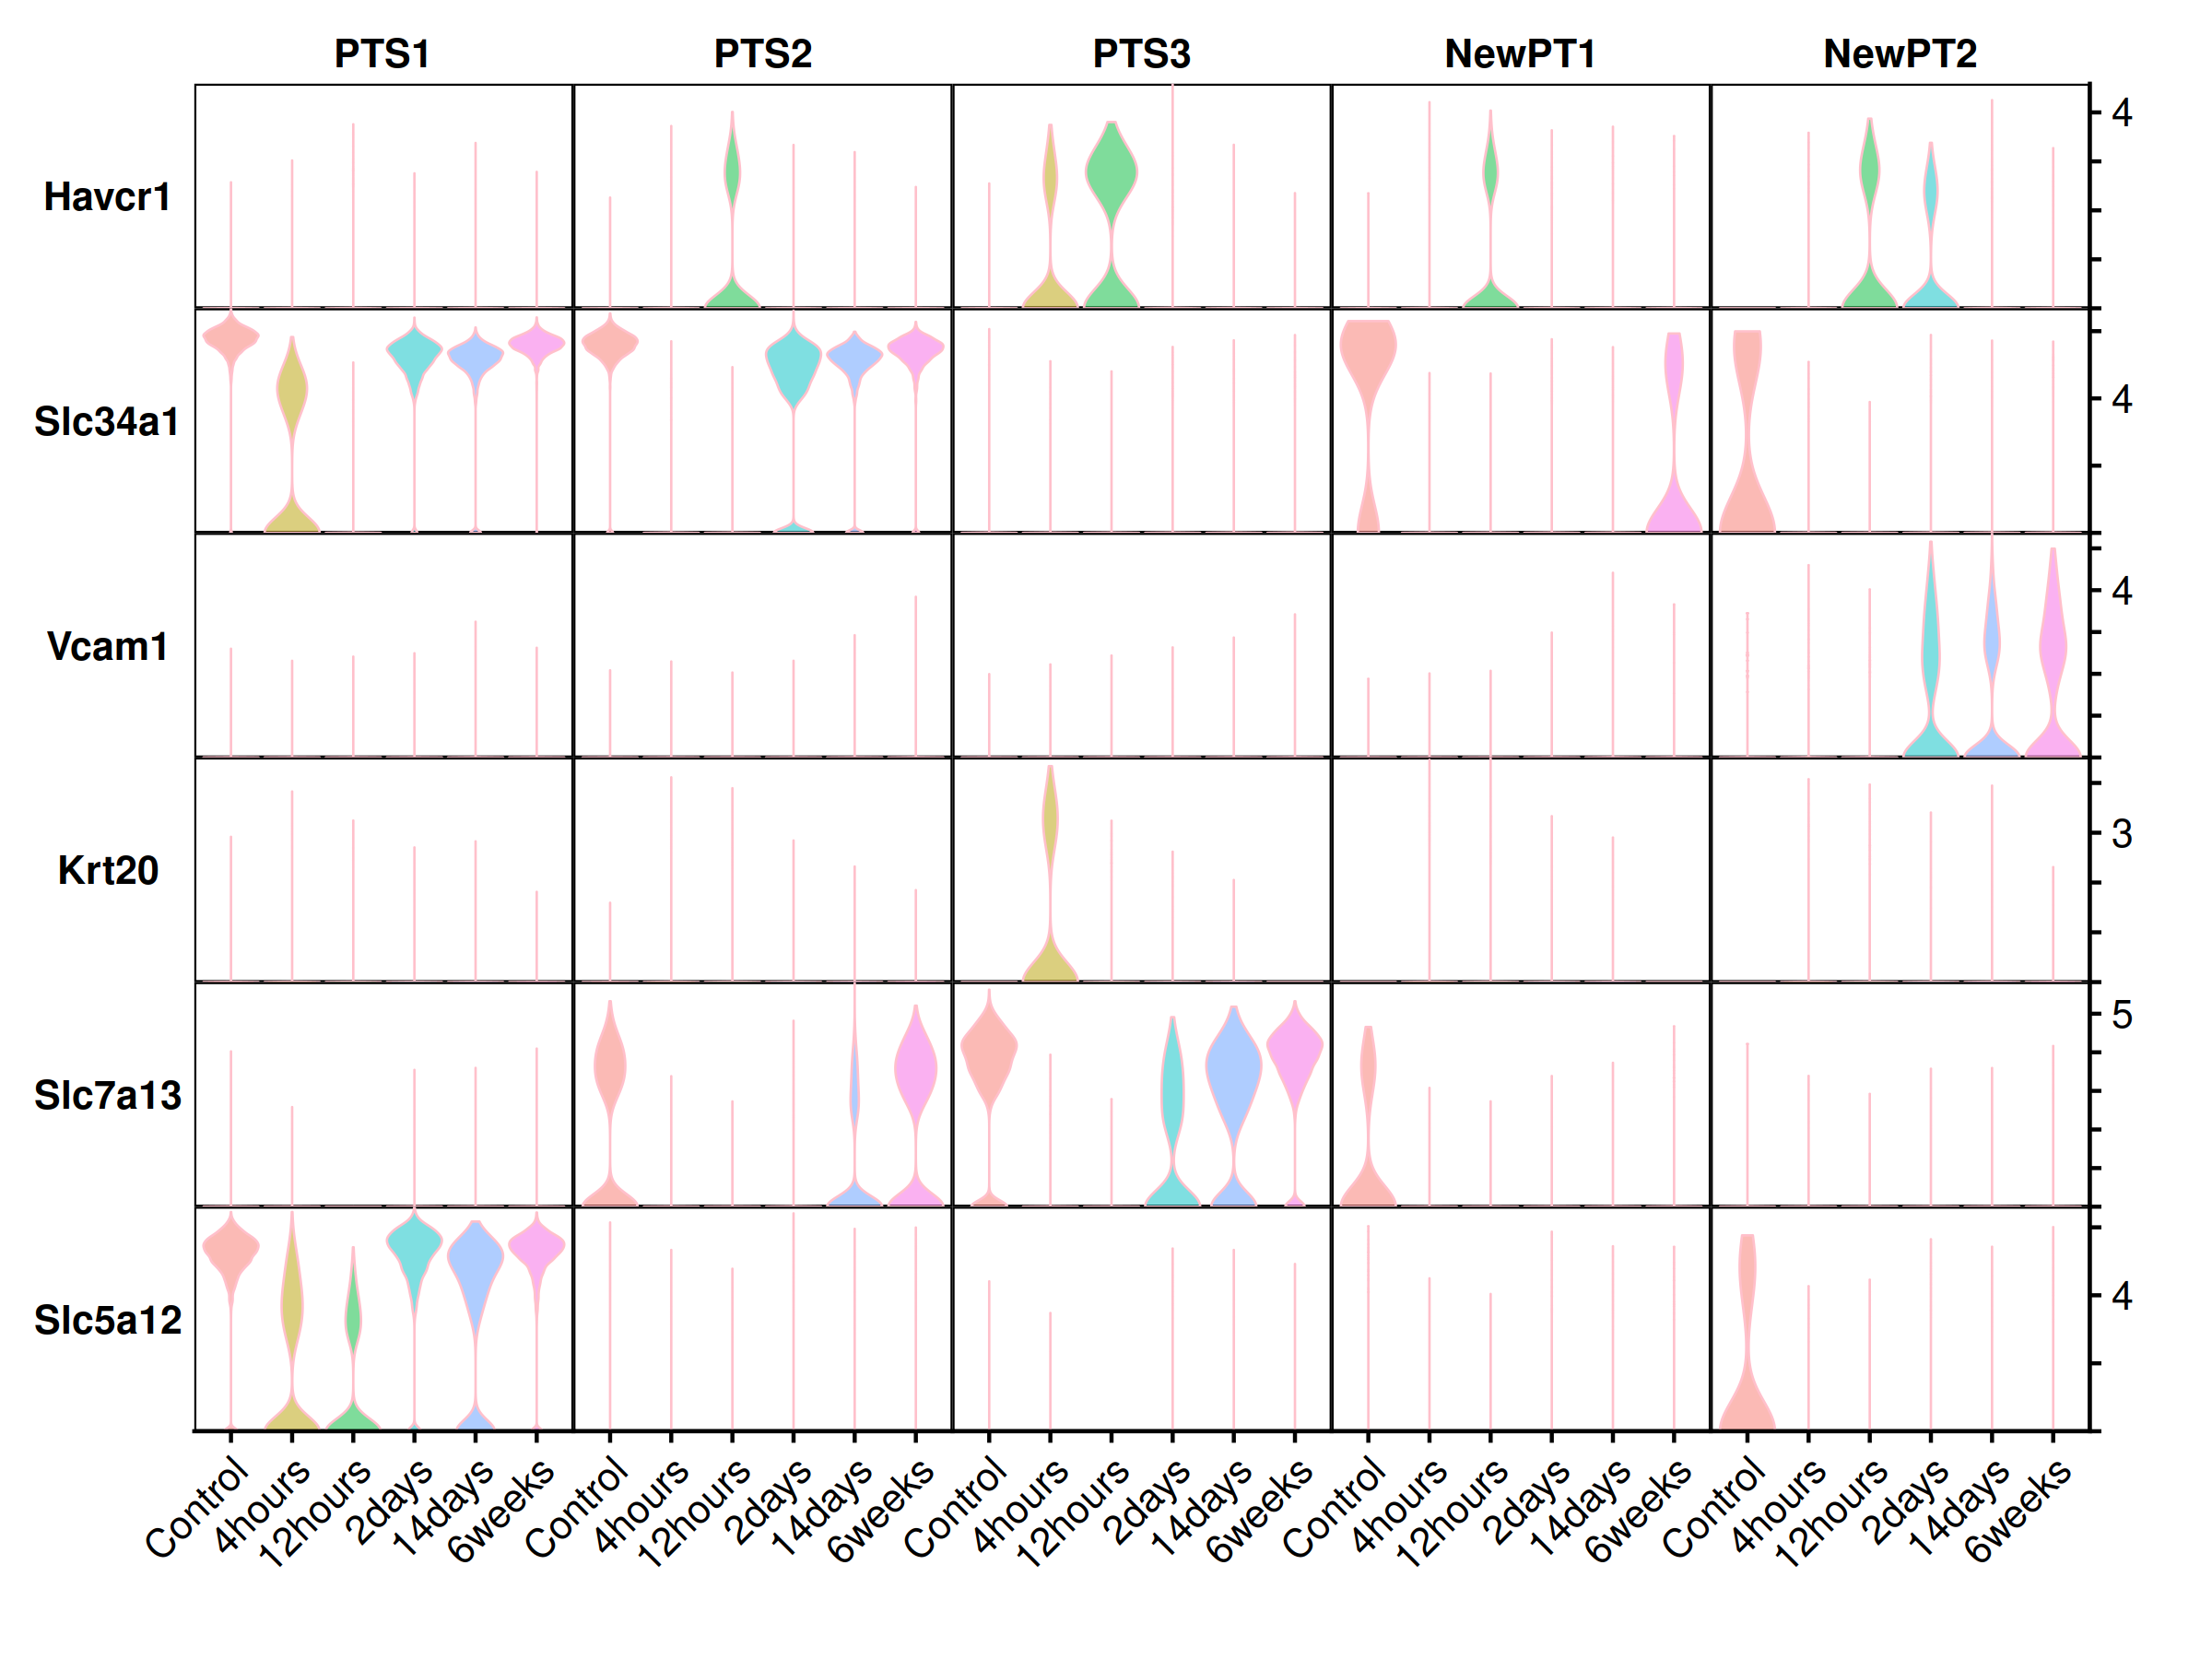 PTS1 PTS2 PTS3 NewPT1 NewPT2
Havcr1 4
Slc34a1 4
Vcam1 4
Krt20 3
Slc7a13 5
Slc5a12 4
Control 4hours 12hours 2days 14days 6weeks Control 4hours 12hours 2days 14days 6weeks Control 4hours 12hours 2days 14days 6weeks Control 4hours 12hours 2days 14days 6weeks Control 4hours 12hours 2days 14days 6weeks